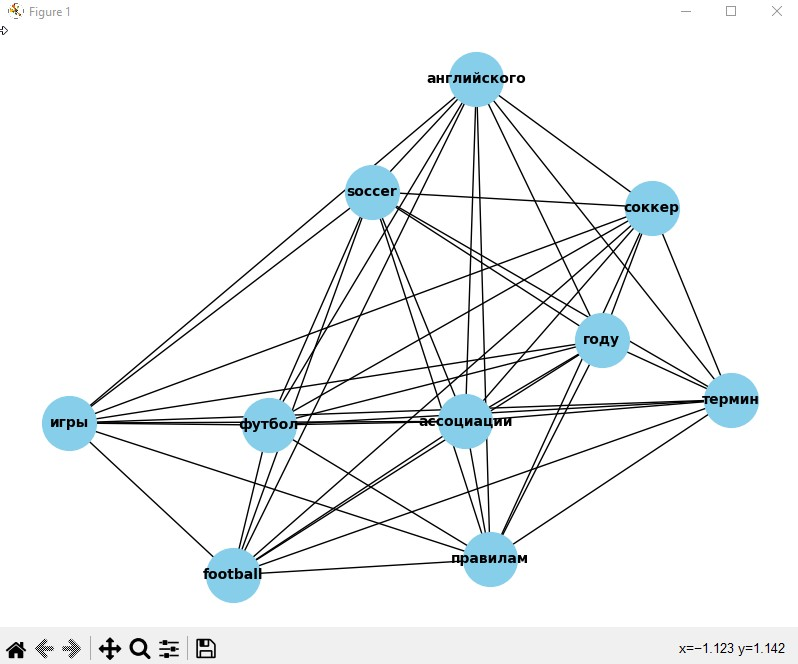 Figure 1
английского
soccer
соккер
году
термин
игры
футбол
ассоциации
football
правилам
x=−1.123 y=1.142